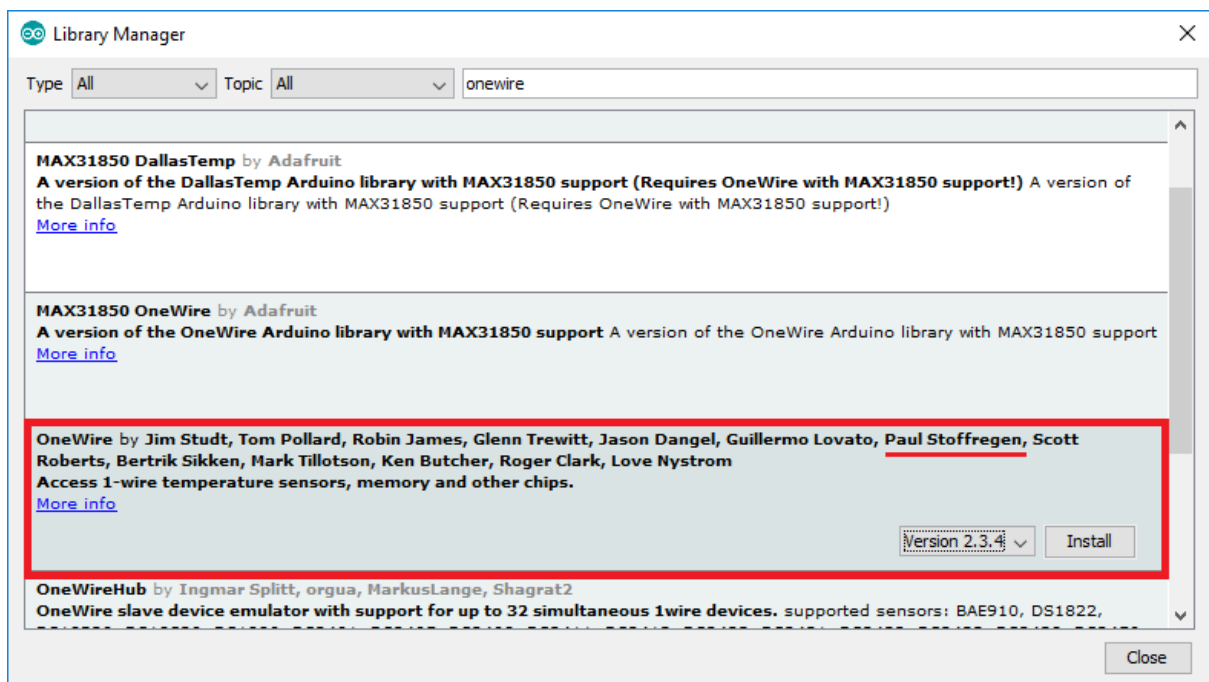 Library Manager
Type All Topic All onewire
MAX31850 DallasTemp by Adafruit
A version of the DallasTemp Arduino library with MAX31850 support (Requires OneWire with MAX31850 support!) A version of
the DallasTemp Arduino library with MAX31850 support (Requires OneWire with MAX31850 support!)
More info
MAX31850 OneWire by Adafruit
A version of the OneWire Arduino library with MAX31850 support A version of the OneWire Arduino library with MAX31850 support
More info
OneWire by Jim Studt, Tom Pollard, Robin James, Glenn Trewitt, Jason Dangel, Guillermo Lovato, Paul Stoffregen, Scott
Roberts, Bertrik Sikken, Mark Tillotson, Ken Butcher, Roger Clark, Love Nystrom
Access 1-wire temperature sensors, memory and other chips.
More info
Version 2.3.4 Install
OneWireHub by Ingmar Splitt, orgua, MarkusLange, Shagrat2
OneWire slave device emulator with support for up to 32 simultaneous 1wire devices. supported sensors: BAE910, DS1822,
Close